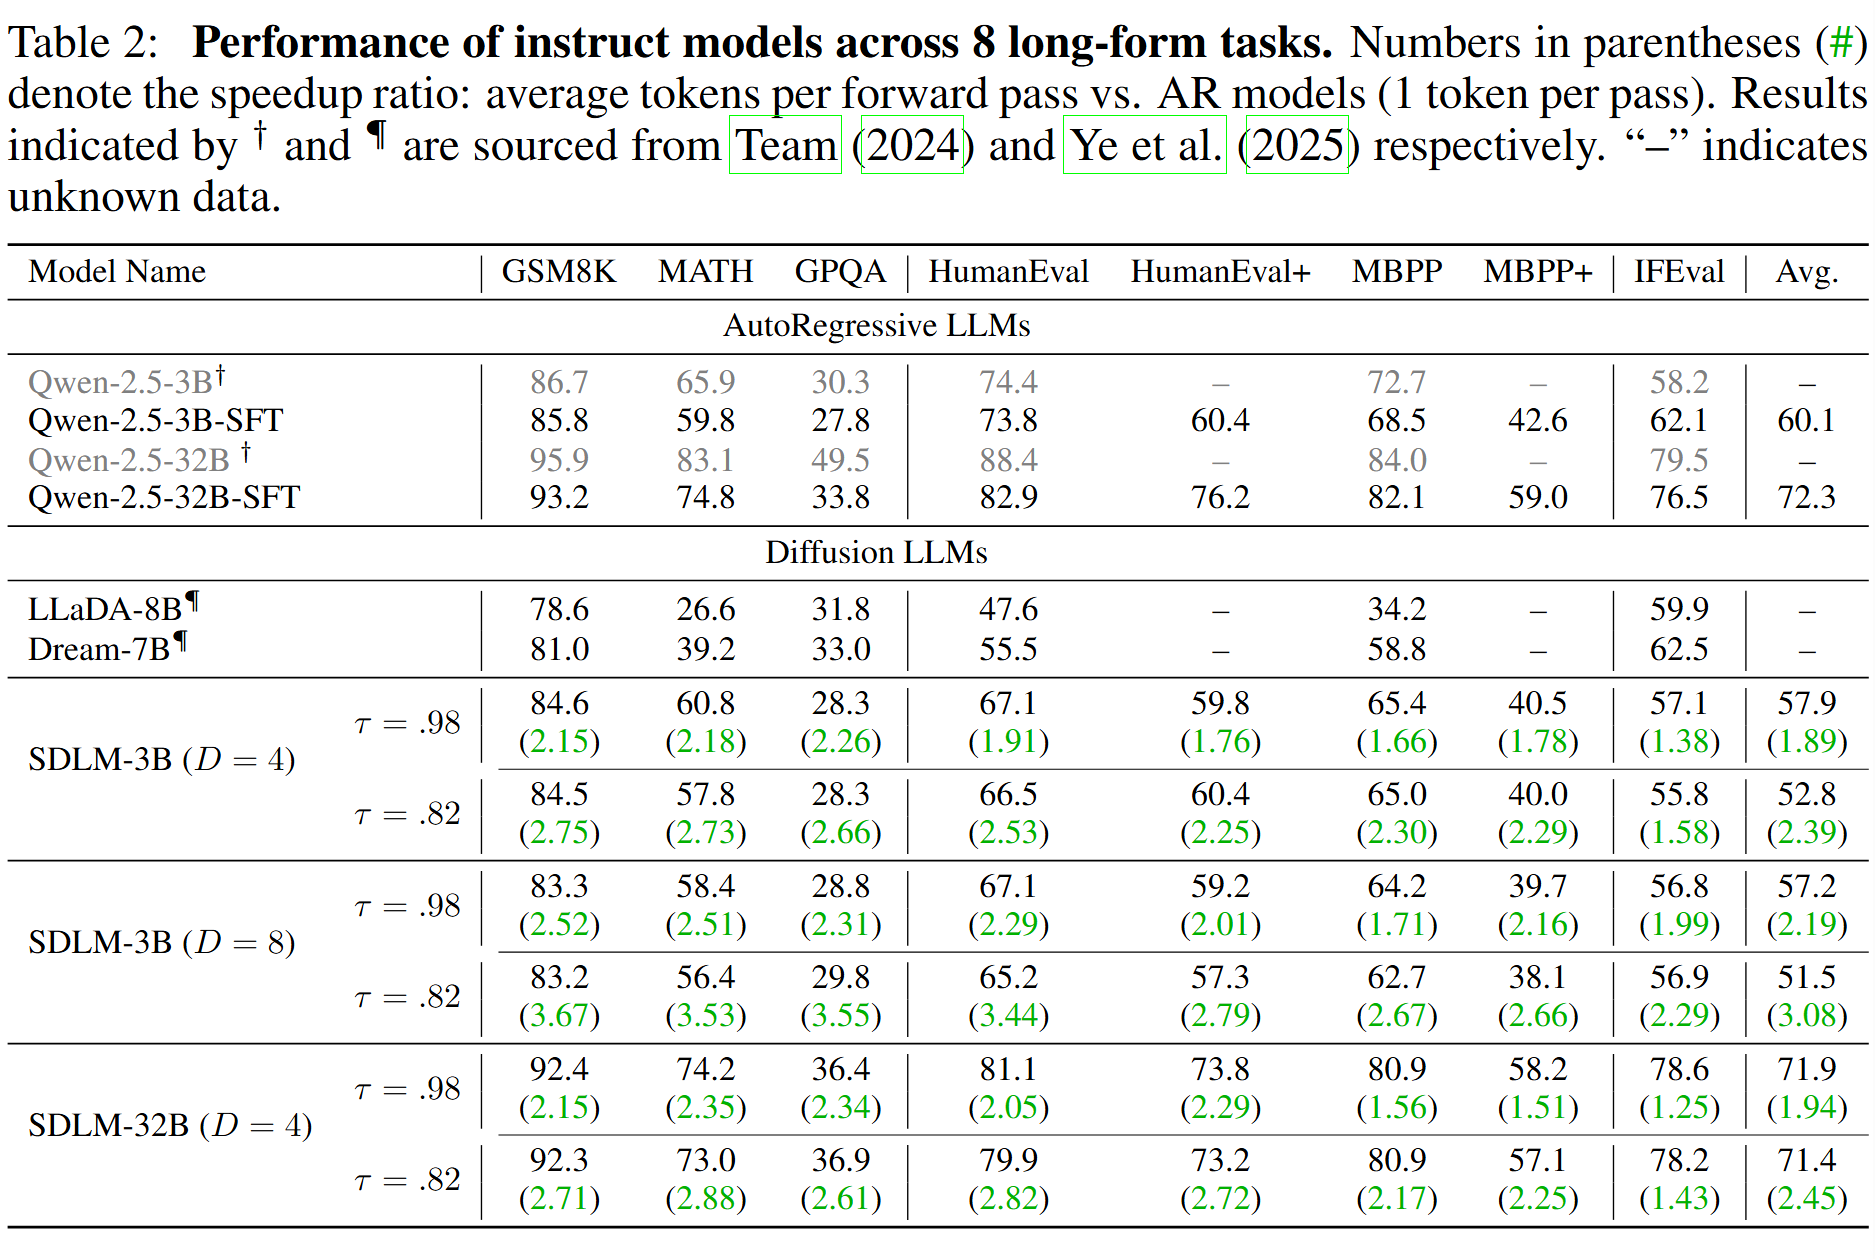 Table 2: Performance of instruct models across 8 long-form tasks. Numbers in parentheses (#)
denote the speedup ratio: average tokens per forward pass vs. AR models (1 token per pass). Results
indicated by † and ¶ are sourced from Team (2024) and Ye et al. (2025) respectively. “–” indicates
unknown data.
Model Name GSM8K MATH GPQA HumanEval HumanEval+ MBPP MBPP+ IFEval Avg.
AutoRegressive LLMs
Qwen-2.5-3B† 86.7 65.9 30.3 74.4 – 72.7 – 58.2 –
Qwen-2.5-3B-SFT 85.8 59.8 27.8 73.8 60.4 68.5 42.6 62.1 60.1
Qwen-2.5-32B † 95.9 83.1 49.5 88.4 – 84.0 – 79.5 –
Qwen-2.5-32B-SFT 93.2 74.8 33.8 82.9 76.2 82.1 59.0 76.5 72.3
Diffusion LLMs
LLaDA-8B¶ 78.6 26.6 31.8 47.6 – 34.2 – 59.9 –
Dream-7B¶ 81.0 39.2 33.0 55.5 – 58.8 – 62.5 –
SDLM-3B (D = 4)
τ = .98 84.6 60.8 28.3 67.1 59.8 65.4 40.5 57.1 57.9
(2.15) (2.18) (2.26) (1.91) (1.76) (1.66) (1.78) (1.38) (1.89)
τ = .82 84.5 57.8 28.3 66.5 60.4 65.0 40.0 55.8 52.8
(2.75) (2.73) (2.66) (2.53) (2.25) (2.30) (2.29) (1.58) (2.39)
SDLM-3B (D = 8)
τ = .98 83.3 58.4 28.8 67.1 59.2 64.2 39.7 56.8 57.2
(2.52) (2.51) (2.31) (2.29) (2.01) (1.71) (2.16) (1.99) (2.19)
τ = .82 83.2 56.4 29.8 65.2 57.3 62.7 38.1 56.9 51.5
(3.67) (3.53) (3.55) (3.44) (2.79) (2.67) (2.66) (2.29) (3.08)
SDLM-32B (D = 4)
τ = .98 92.4 74.2 36.4 81.1 73.8 80.9 58.2 78.6 71.9
(2.15) (2.35) (2.34) (2.05) (2.29) (1.56) (1.51) (1.25) (1.94)
τ = .82 92.3 73.0 36.9 79.9 73.2 80.9 57.1 78.2 71.4
(2.71) (2.88) (2.61) (2.82) (2.72) (2.17) (2.25) (1.43) (2.45)